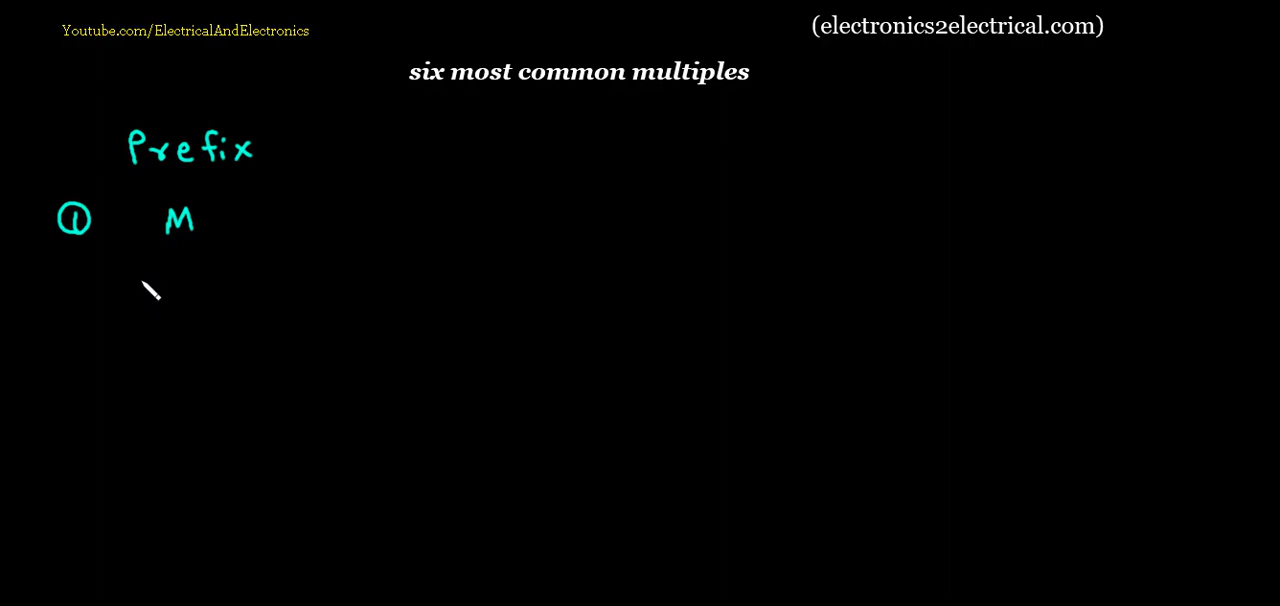 Youtube.com/ElectricalAndElectronics
(electronics2electrical.com)
six most common multiples
Prefix
① M